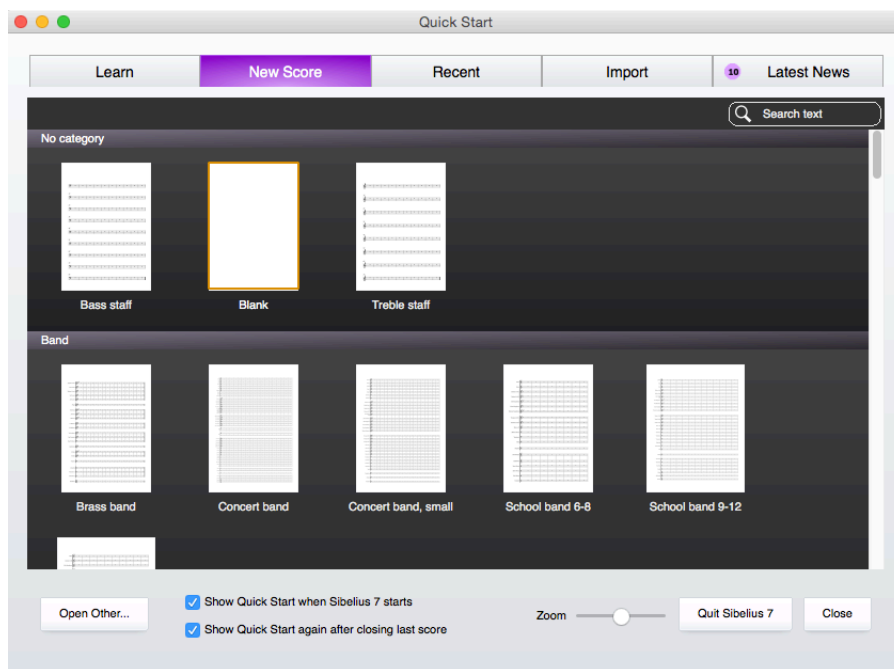 Quick Start
Learn
New Score
Recent
Import
10 Latest News
Search text
No category
Bass staff
Blank
Treble staff
Band
Brass band
Concert band
Concert band, small
School band 6-8
School band 9-12
Open Other...
Show Quick Start when Sibelius 7 starts
Show Quick Start again after closing last score
Zoom
Quit Sibelius 7
Close